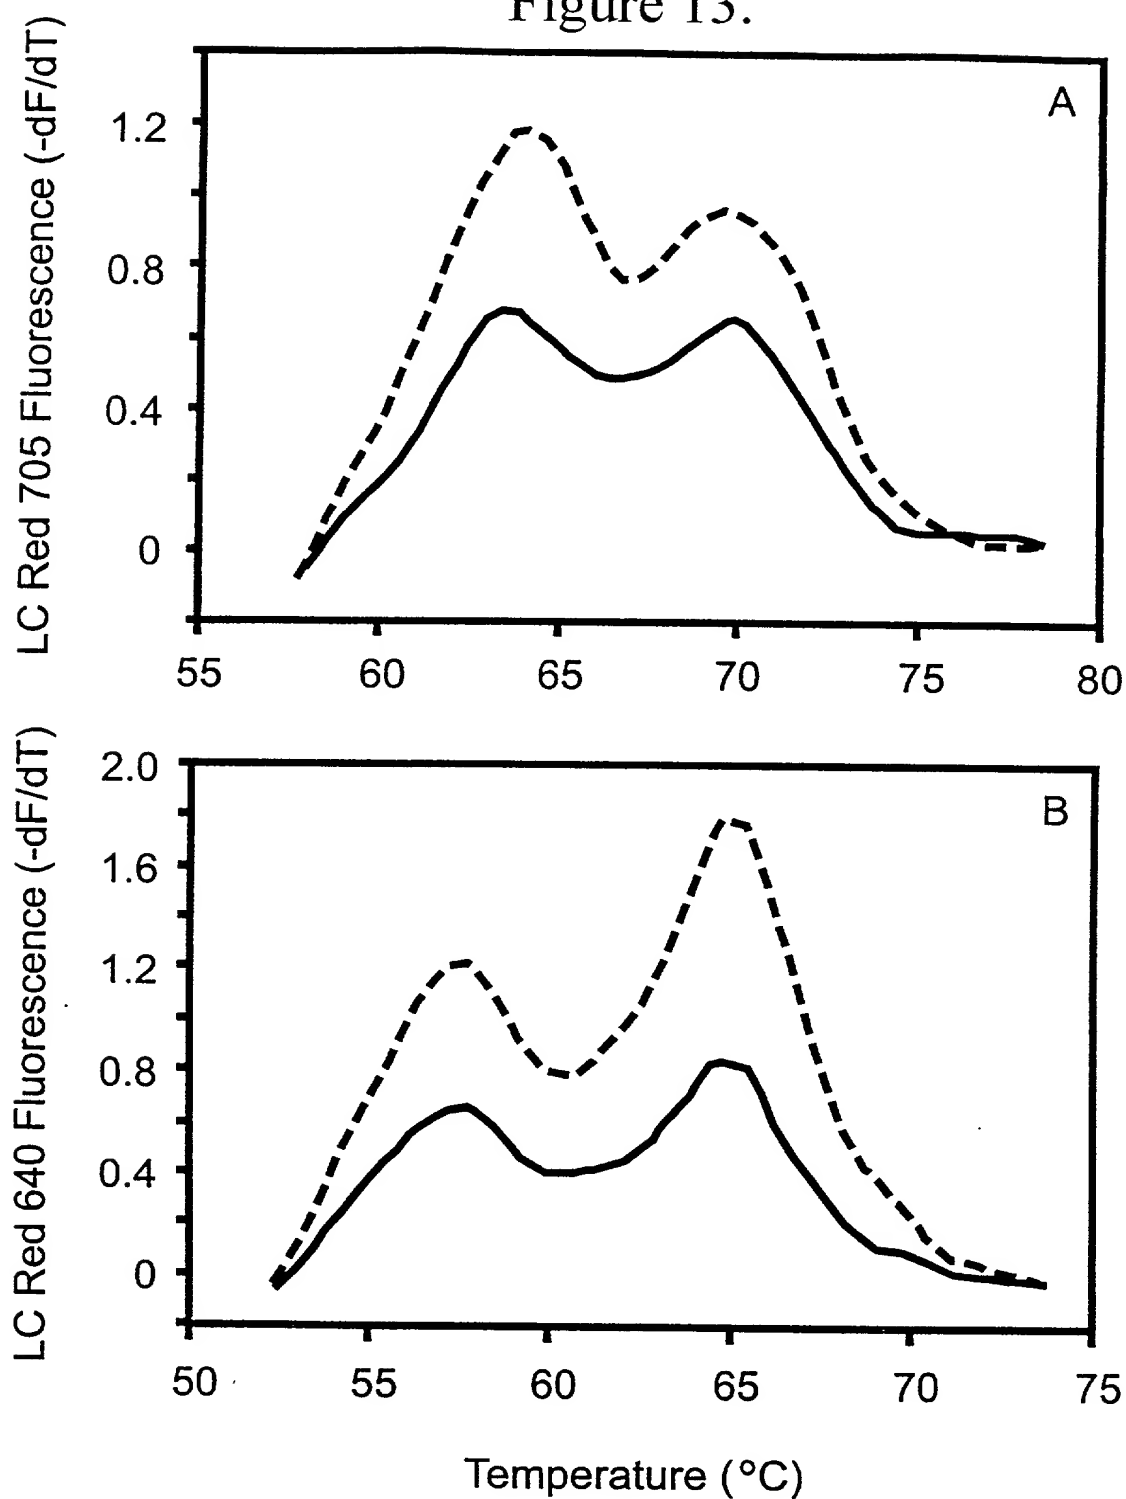 Figure 13.
LC Red 705 Fluorescence (-dF/dT)
A
1.2
0.8
0.4
0
55 60 65 70 75 80
LC Red 640 Fluorescence (-dF/dT)
B
2.0
1.6
1.2
0.8
0.4
0
50 55 60 65 70 75
Temperature (°C)